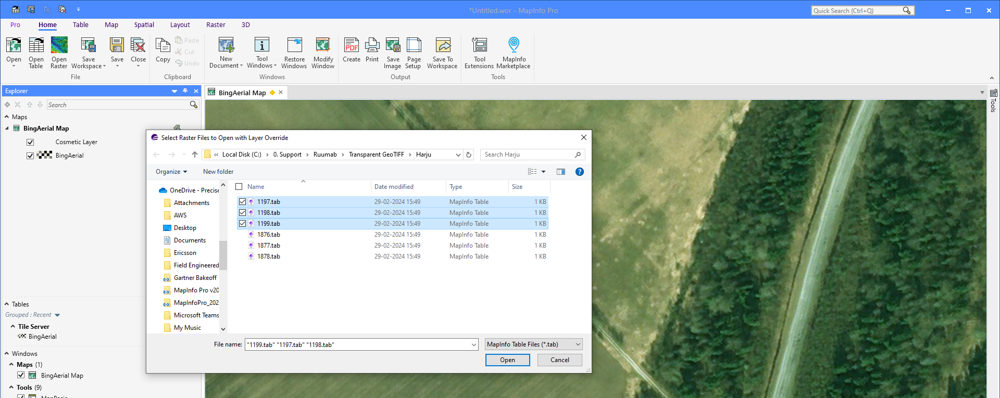 *Untitled.wor - MapInfo Pro
Quick Search (Ctrl+Q)
Pro Home Table Map Spatial Layout Raster 3D
Open
Open Table
Open Raster
Save Workspace
Save
Close
Copy
Paste
Cut
Undo
New Document
Tool Windows
Restore Windows
Modify Window
Create
Print
Save Image
Page Setup
Save To Workspace
Tool Extensions
MapInfo Marketplace
File Clipboard Windows Output Tools
Explorer
BingAerial Map
Search
Tools
Maps
BingAerial Map
Cosmetic Layer
BingAerial
Tables
Grouped : Recent
Tile Server
BingAerial
Windows
Maps (1)
BingAerial Map
Tools (9)
MapBasic
Select Raster Files to Open with Layer Override
« Local Disk (C:) > 0. Support > Ruumab > Transparent GeoTIFF > Harju
Search Harju
Organize New folder
OneDrive - Precise
Attachments
AWS
Desktop
Documents
Ericsson
Field Engineered
Gartner Bakeoff
MapInfo Pro v20
MapInfoPro_202
Microsoft Teams
My Music
Name Date modified Type Size
1197.tab 29-02-2024 15:49 MapInfo Table 1 KB
1198.tab 29-02-2024 15:49 MapInfo Table 1 KB
1199.tab 29-02-2024 15:49 MapInfo Table 1 KB
1876.tab 29-02-2024 15:49 MapInfo Table 1 KB
1877.tab 29-02-2024 15:49 MapInfo Table 1 KB
1878.tab 29-02-2024 15:49 MapInfo Table 1 KB
File name: "1199.tab" "1197.tab" "1198.tab"
MapInfo Table Files (*.tab)
Open Cancel